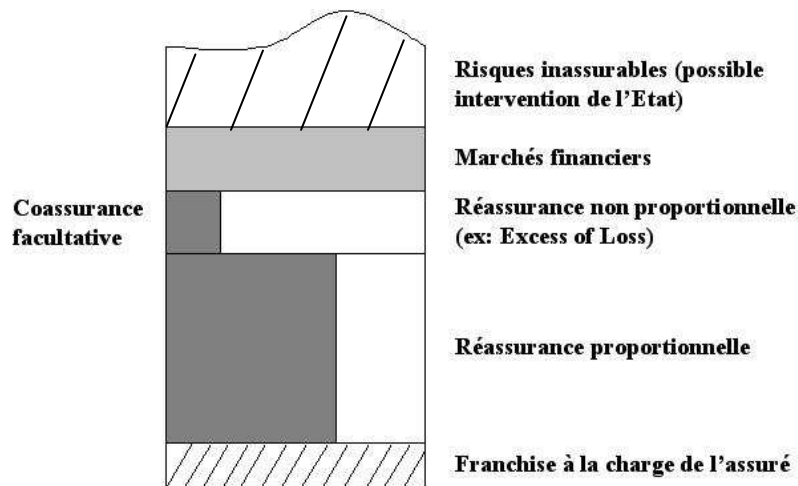 Risques inassurables (possible
intervention de l'Etat)
Marchés financiers
Coassurance
facultative
Réassurance non proportionnelle
(ex: Excess of Loss)
Réassurance proportionnelle
Franchise à la charge de l'assuré